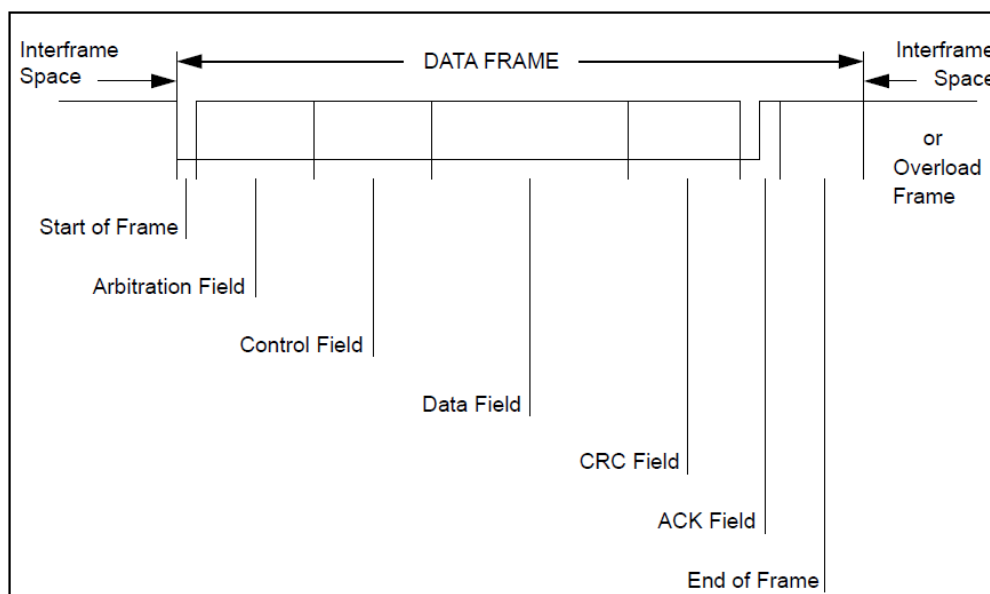 Interframe
Space
DATA FRAME
Interframe
Space
or
Overload
Frame
Start of Frame
Arbitration Field
Control Field
Data Field
CRC Field
ACK Field
End of Frame